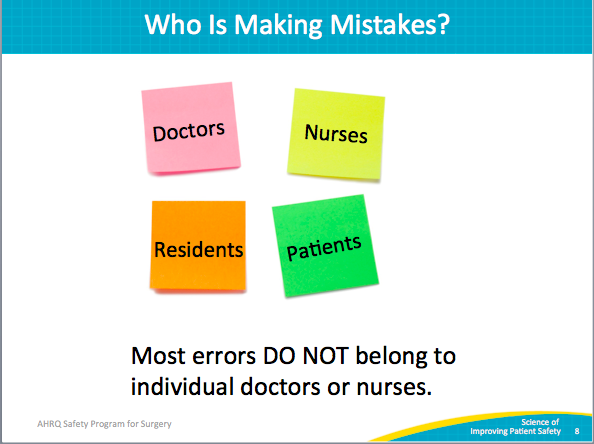 Who Is Making Mistakes?
Doctors
Nurses
Residents
Patients
Most errors DO NOT belong to
individual doctors or nurses.
AHRQ Safety Program for Surgery
Science of
Improving Patient Safety 8